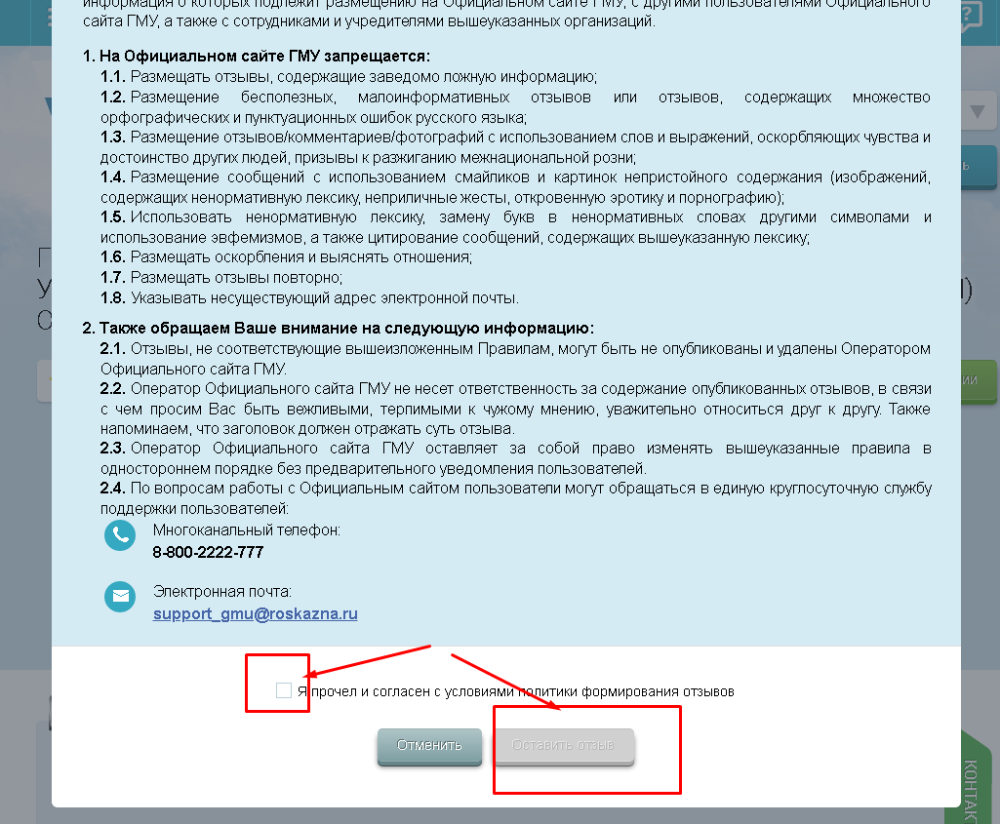 информация о которых подлежит размещению на Официальном сайте ГМУ, с другими пользователями Официального
сайта ГМУ, а также с сотрудниками и учредителями вышеуказанных организаций.
1. На Официальном сайте ГМУ запрещается:
1.1. Размещать отзывы, содержащие заведомо ложную информацию;
1.2. Размещение бесполезных, малоинформативных отзывов или отзывов, содержащих множество
орфографических и пунктуационных ошибок русского языка;
1.3. Размещение отзывов/комментариев/фотографий с использованием слов и выражений, оскорбляющих чувства и
достоинство других людей, призывы к разжиганию межнациональной розни;
1.4. Размещение сообщений с использованием смайликов и картинок непристойного содержания (изображений,
содержащих ненормативную лексику, неприличные жесты, откровенную эротику и порнографию);
1.5. Использовать ненормативную лексику, замену букв в ненормативных словах другими символами и
использование эвфемизмов, а также цитирование сообщений, содержащих вышеуказанную лексику;
1.6. Размещать оскорбления и выяснять отношения;
1.7. Размещать отзывы повторно;
1.8. Указывать несуществующий адрес электронной почты.
2. Также обращаем Ваше внимание на следующую информацию:
2.1. Отзывы, не соответствующие вышеизложенным Правилам, могут быть не опубликованы и удалены Оператором
Официального сайта ГМУ.
2.2. Оператор Официального сайта ГМУ не несет ответственность за содержание опубликованных отзывов, в связи
с чем просим Вас быть вежливыми, терпимыми к чужому мнению, уважительно относиться друг к другу. Также
напоминаем, что заголовок должен отражать суть отзыва.
2.3. Оператор Официального сайта ГМУ оставляет за собой право изменять вышеуказанные правила в
одностороннем порядке без предварительного уведомления пользователей.
2.4. По вопросам работы с Официальным сайтом пользователи могут обращаться в единую круглосуточную службу
поддержки пользователей:
Многоканальный телефон:
8-800-2222-777
Электронная почта:
support_gmu@roskazna.ru
Я прочел и согласен с условиями политики формирования отзывов
Отменить
Оставить отзыв
КОНТАК